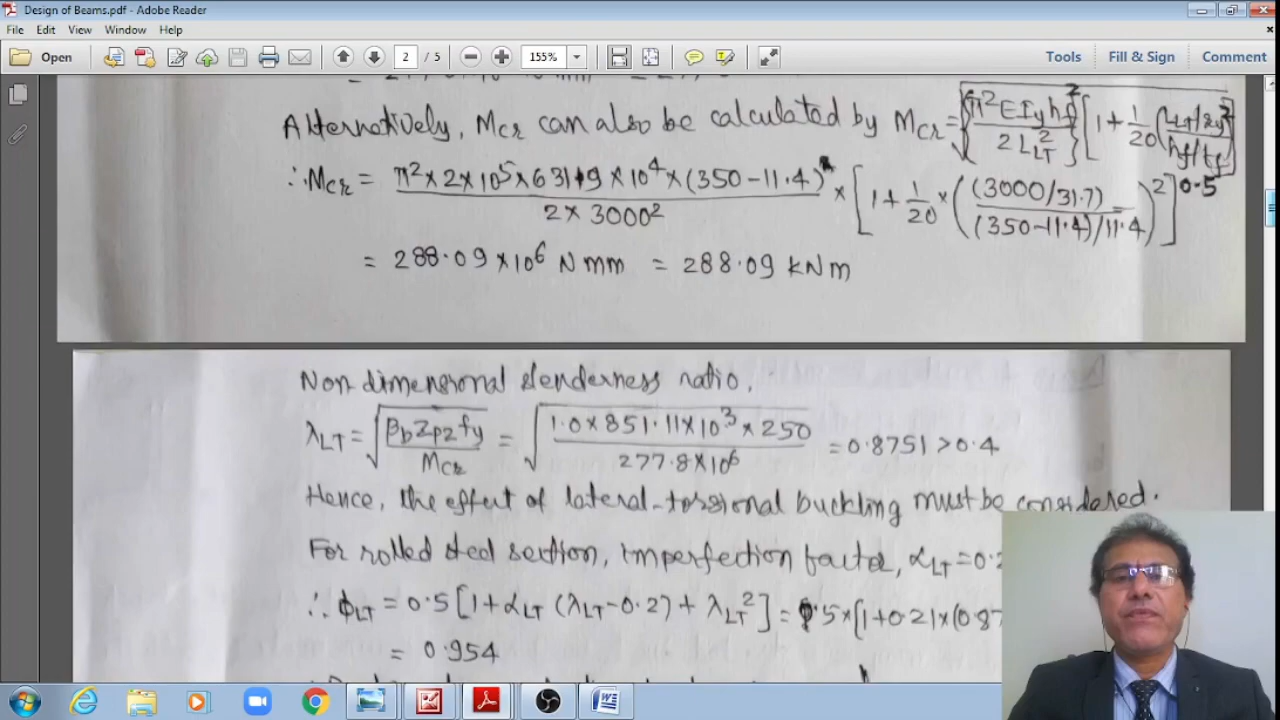 Design of Beams.pdf - Adobe Reader
File Edit View Window Help
Open 2 / 5 155% Tools Fill & Sign Comment
Alternatively, Mcr can also be calculated by Mcr = √{π² E Iy hf² / 2 L²LT} [1 + 1/20 (LLT/ry / hf/tf)²]
∴ Mcr = π² × 2 × 10⁵ × 631.9 × 10⁴ × (350 - 11.4) / 2 × 3000² × [1 + 1/20 × ((3000/31.7) / (350-11.4)/11.4)²]^0.5
= 288.09 × 10⁶ N mm = 288.09 kNm
Non dimensional slenderness ratio,
λLT = √(βb Zpz fy / Mcr) = √(1.0 × 851.11 × 10³ × 250 / 277.8 × 10⁶) = 0.8751 > 0.4
Hence, the effect of lateral-torsional buckling must be considered.
For rolled steel section, imperfection factor, αLT = 0.2
∴ ϕLT = 0.5 [1 + αLT (λLT - 0.2) + λLT²] = 0.5 × [1 + 0.21 × (0.87
= 0.954